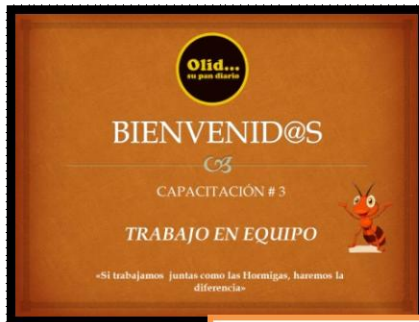 Olid...
su pan diario
BIENVENID@S
CAPACITACIÓN # 3
TRABAJO EN EQUIPO
«Si trabajamos juntas como las Hormigas, haremos la
diferencia»